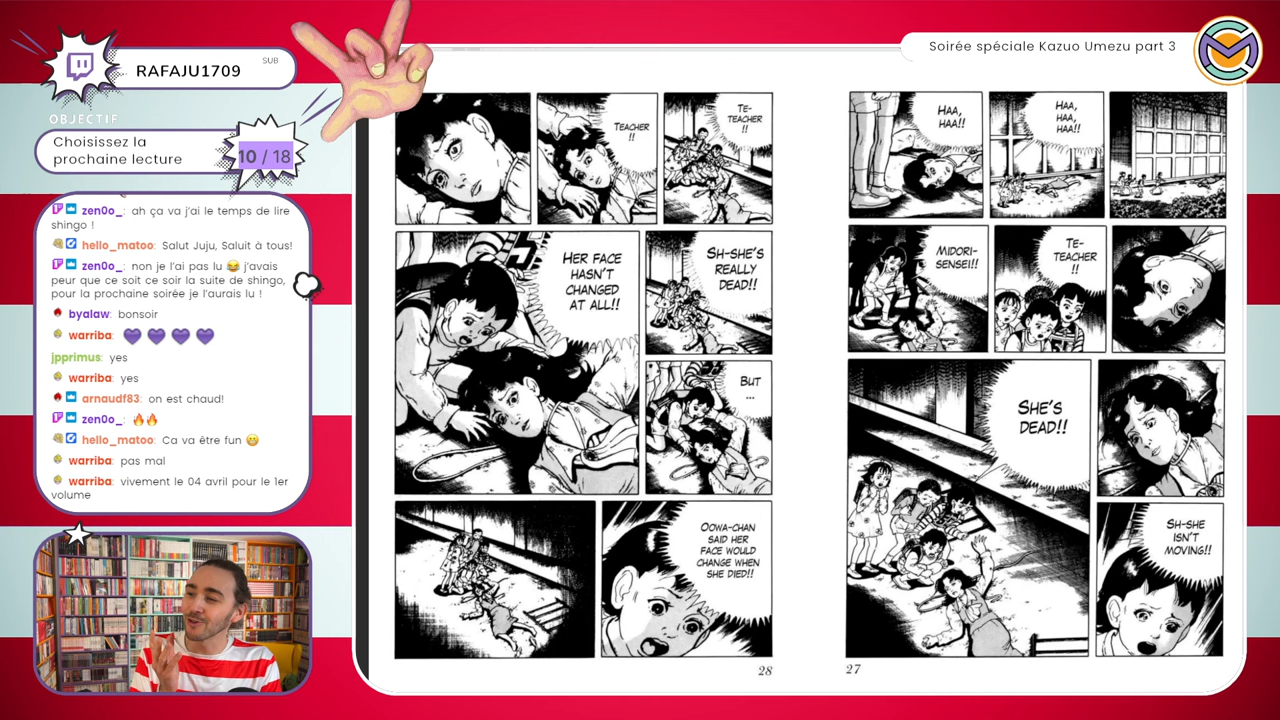 RAFAJU1709
SUB
OBJECTIF
Choisissez la
prochaine lecture
10 / 18
zen0o_: ah ça va j'ai le temps de lire
shingo !
hello_matoo: Salut Juju, Saluit à tous!
zen0o_: non je l'ai pas lu 😂 j'avais
peur que ce soit ce soir la suite de shingo,
pour la prochaine soirée je l'aurais lu !
byalaw: bonsoir
warriba: 💜 💜 💜 💜
jpprimus: yes
warriba: yes
arnaudf83: on est chaud!
zen0o_: 🔥🔥
hello_matoo: Ca va être fun 😁
warriba: pas mal
warriba: vivement le 04 avril pour le 1er
volume
Soirée spéciale Kazuo Umezu part 3
HAA,
HAA!!
HAA,
HAA,
HAA!!
MIDORI-
SENSEI!!
TE-
TEACHER
!!
SHE'S
DEAD!!
SH-SHE
ISN'T
MOVING!!
27
TEACHER
!!
TE-
TEACHER
!!
HER FACE
HASN'T
CHANGED
AT ALL!!
SH-SHE'S
REALLY
DEAD!!
BUT
...
OOWA-CHAN
SAID HER
FACE WOULD
CHANGE WHEN
SHE DIED!!
28